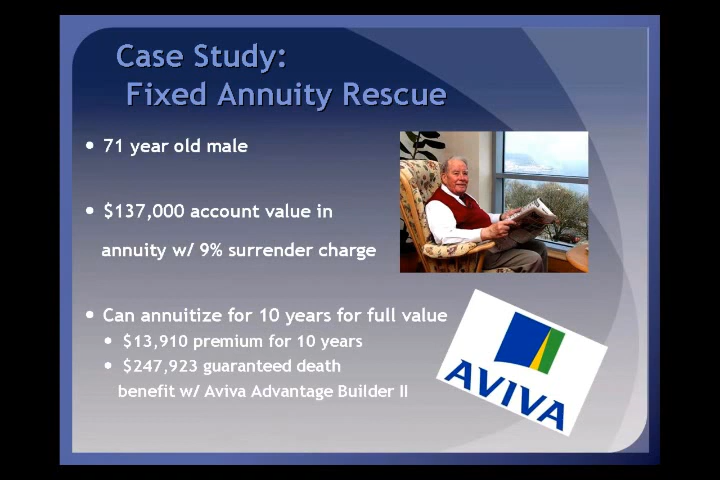 Case Study:
Fixed Annuity Rescue
71 year old male
$137,000 account value in
annuity w/ 9% surrender charge
Can annuitize for 10 years for full value
$13,910 premium for 10 years
$247,923 guaranteed death
benefit w/ Aviva Advantage Builder II
AVIVA